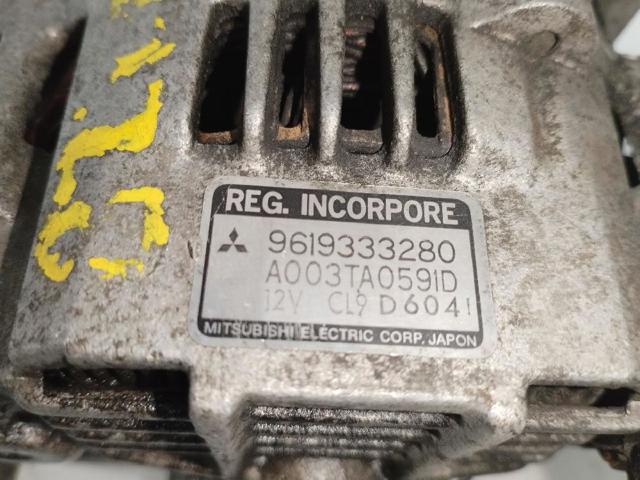 REG. INCORPORE
9619333280
A003TA0591D
12V CL9 D6041
MITSUBISHI ELECTRIC CORP. JAPON